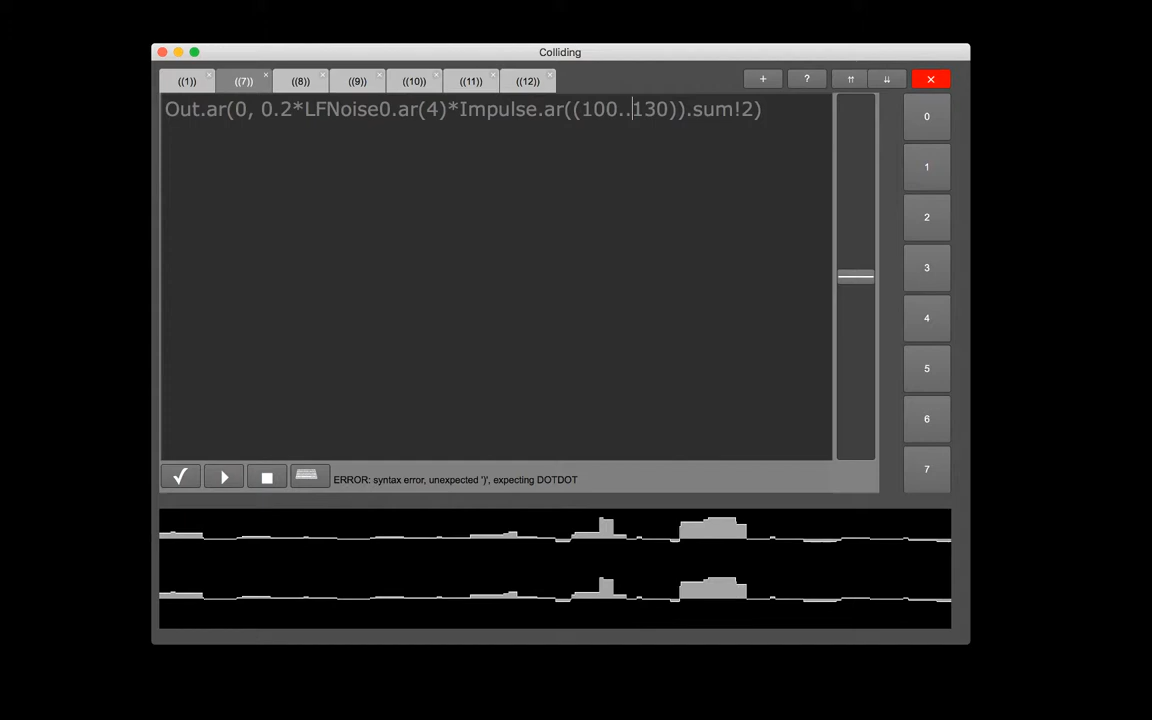 Colliding
((1)) ((7)) ((8)) ((9)) ((10)) ((11)) ((12)) + ?
Out.ar(0, 0.2*LFNoise0.ar(4)*Impulse.ar((100..130)).sum!2)
0
1
2
3
4
5
6
7
ERROR: syntax error, unexpected ')', expecting DOTDOT